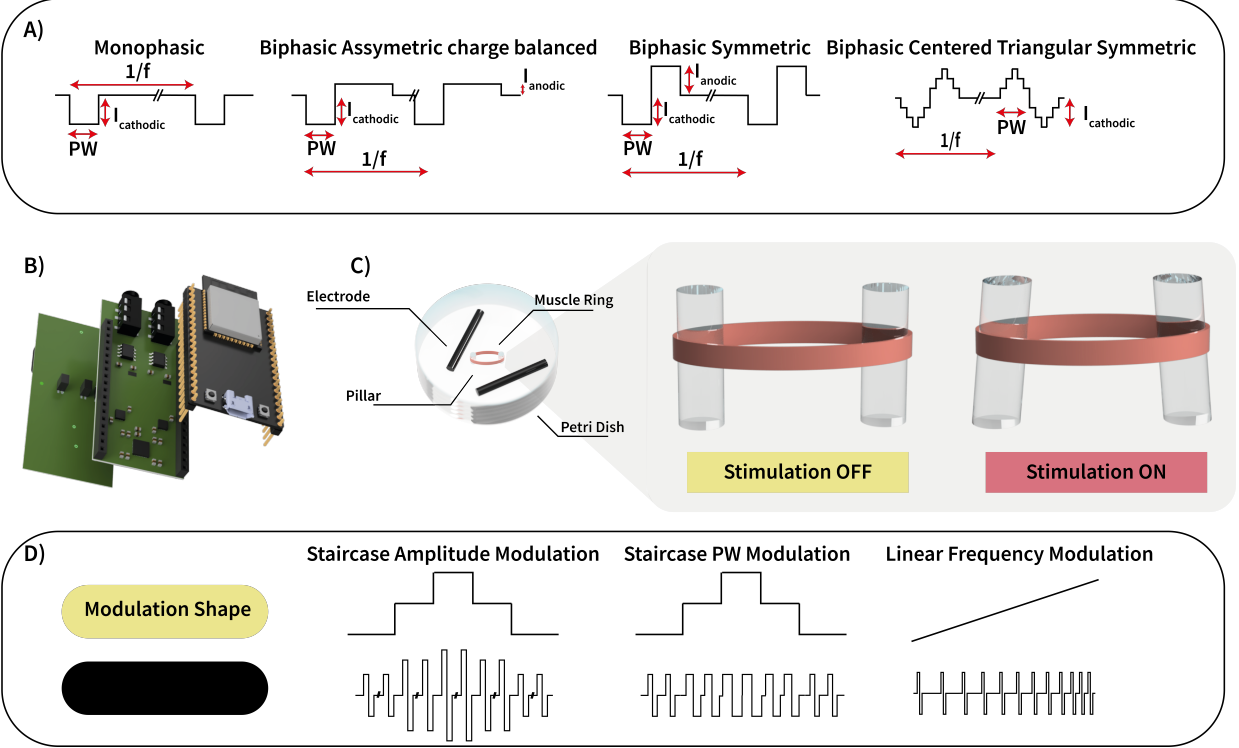 A)
Monophasic
1/f
I cathodic
PW
Biphasic Assymetric charge balanced
I anodic
I cathodic
PW
1/f
Biphasic Symmetric
I anodic
I cathodic
PW
1/f
Biphasic Centered Triangular Symmetric
I cathodic
PW
1/f
B)
C)
Electrode
Muscle Ring
Pillar
Petri Dish
Stimulation OFF
Stimulation ON
D)
Modulation Shape
Staircase Amplitude Modulation
Staircase PW Modulation
Linear Frequency Modulation